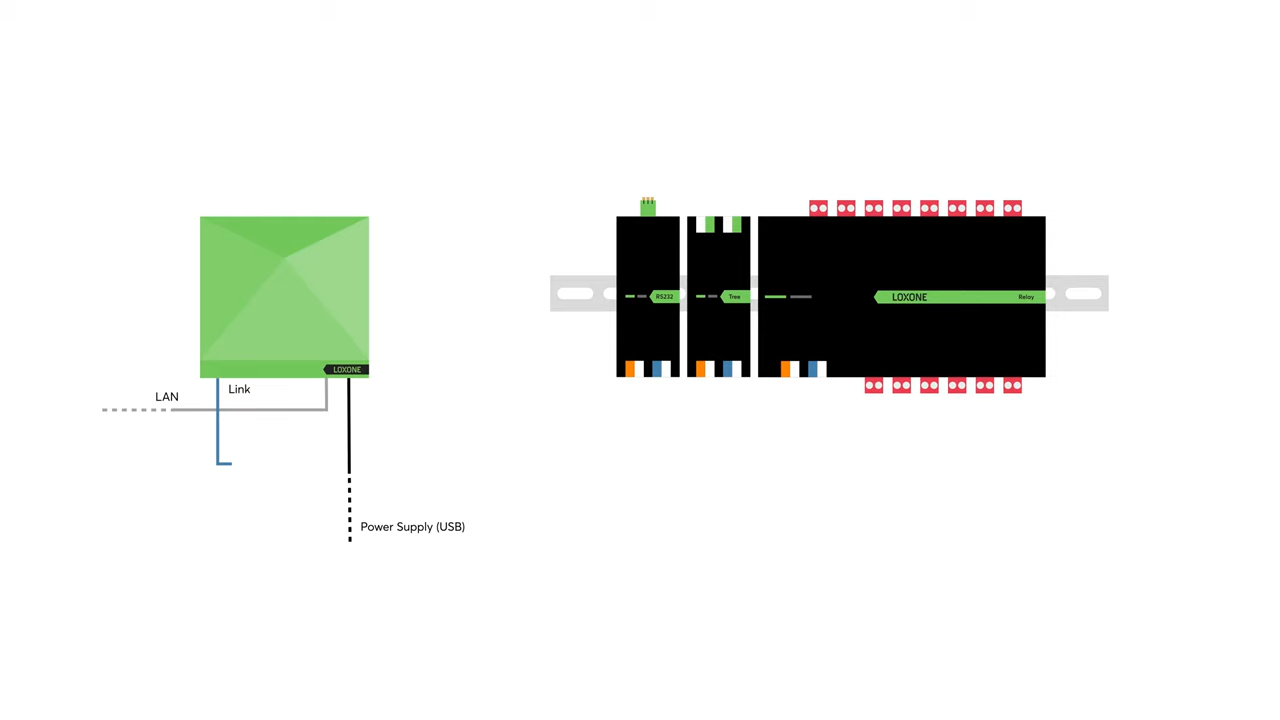 RS232
Tree
LOXONE
Relay
LOXONE
Link
LAN
Power Supply (USB)